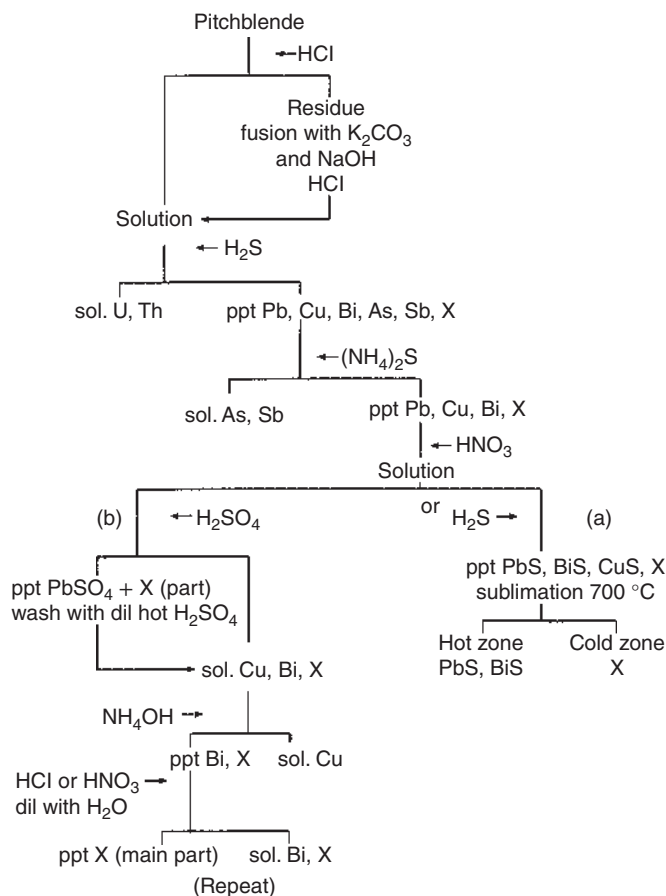 Pitchblende
HCl
Residue
fusion with K₂CO₃
and NaOH
HCl
Solution
H₂S
sol. U, Th
ppt Pb, Cu, Bi, As, Sb, X
(NH₄)₂S
sol. As, Sb
ppt Pb, Cu, Bi, X
HNO₃
Solution
(b)
H₂SO₄
or
H₂S
(a)
ppt PbSO₄ + X (part)
wash with dil hot H₂SO₄
ppt PbS, BiS, CuS, X
sublimation 700 °C
Hot zone
PbS, BiS
Cold zone
X
sol. Cu, Bi, X
NH₄OH
ppt Bi, X
sol. Cu
HCl or HNO₃
dil with H₂O
ppt X (main part)
sol. Bi, X
(Repeat)